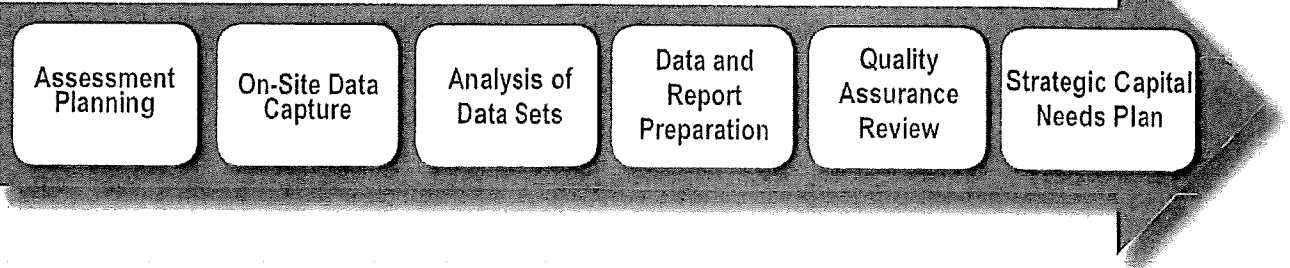 Assessment
Planning
On-Site Data
Capture
Analysis of
Data Sets
Data and
Report
Preparation
Quality
Assurance
Review
Strategic Capital
Needs Plan